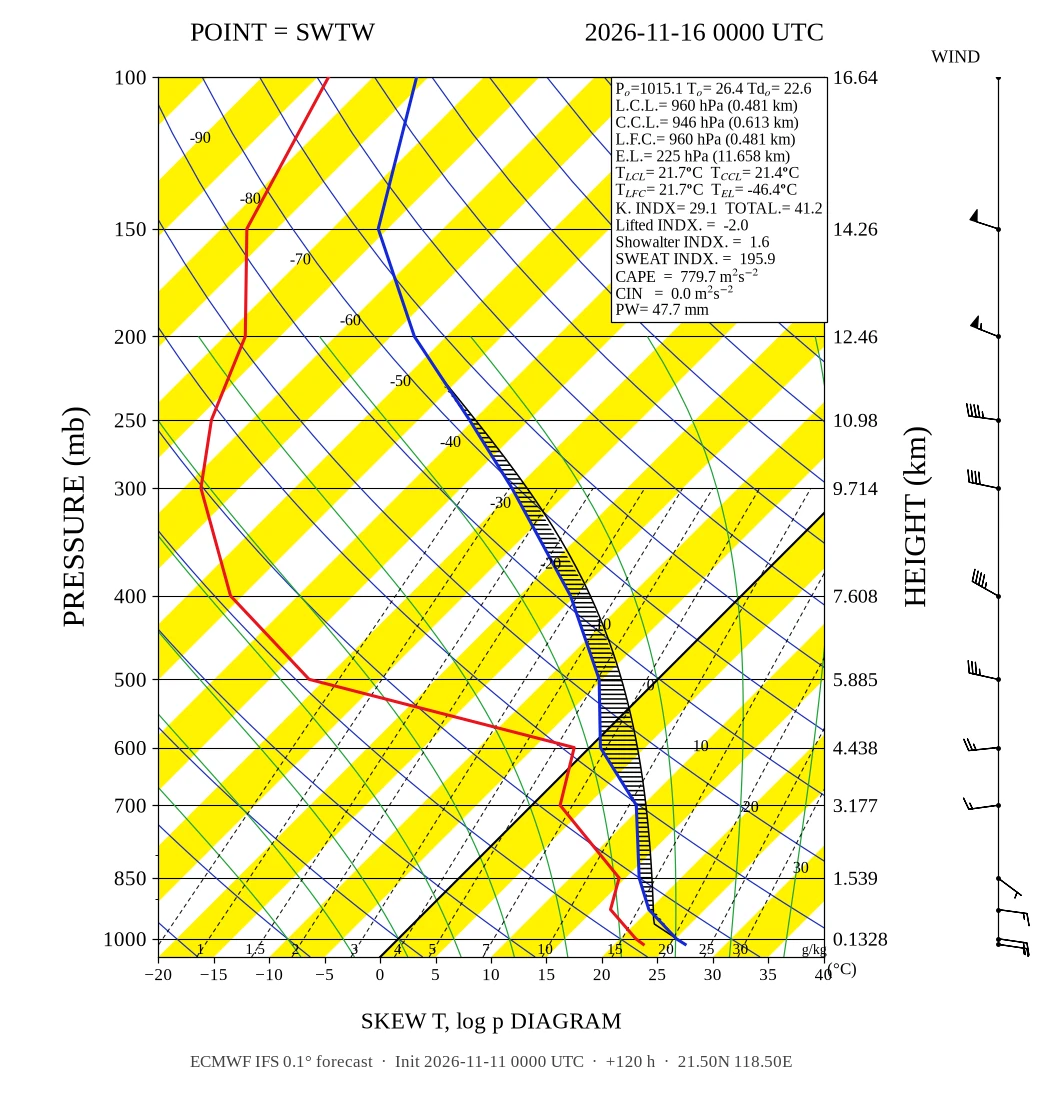 POINT = SWTW
2026-11-16 0000 UTC
WIND
P₀=1015.1 T₀= 26.4 Td₀= 22.6
L.C.L.= 960 hPa (0.481 km)
C.C.L.= 946 hPa (0.613 km)
L.F.C.= 960 hPa (0.481 km)
E.L.= 225 hPa (11.658 km)
T_LCL= 21.7°C T_CCL= 21.4°C
T_LFC= 21.7°C T_EL= -46.4°C
K. INDX= 29.1 TOTAL.= 41.2
Lifted INDX. = -2.0
Showalter INDX. = 1.6
SWEAT INDX. = 195.9
CAPE = 779.7 m²s⁻²
CIN = 0.0 m²s⁻²
PW= 47.7 mm
100
150
200
250
300
400
500
600
700
850
1000
PRESSURE (mb)
-90
-80
-70
-60
-50
-40
-30
-20
-10
0
10
20
30
16.64
14.26
12.46
10.98
9.714
7.608
5.885
4.438
3.177
1.539
0.1328
HEIGHT (km)
1 1.5 2 3 4 5 7 10 15 20 25 30 g/kg
−20 −15 −10 −5 0 5 10 15 20 25 30 35 40 (°C)
SKEW T, log p DIAGRAM
ECMWF IFS 0.1° forecast · Init 2026-11-11 0000 UTC · +120 h · 21.50N 118.50E